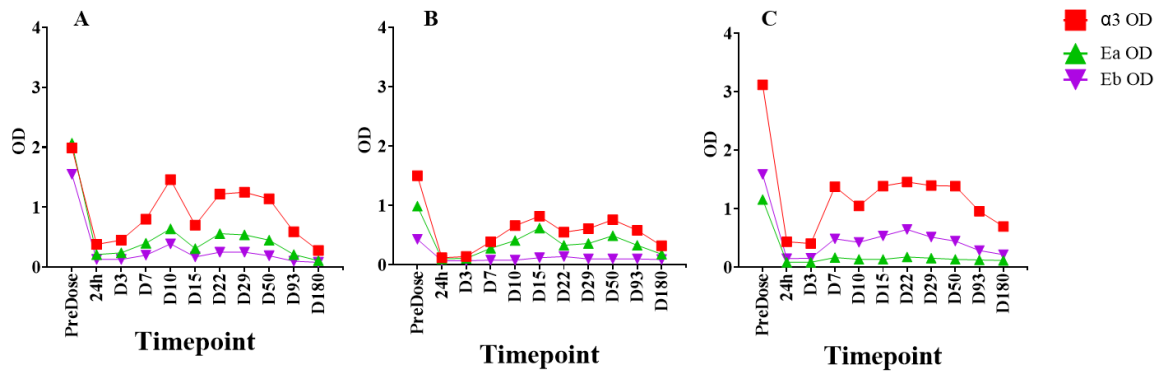 A
4
3
2
1
0
OD
PreDose
24h
D3
D7
D10
D15
D22
D29
D50
D93
D180
Timepoint
B
4
3
2
1
0
OD
PreDose
24h
D3
D7
D10
D15
D22
D29
D50
D93
D180
Timepoint
C
4
3
2
1
0
OD
PreDose
24h
D3
D7
D10
D15
D22
D29
D50
D93
D180
Timepoint
α3 OD
Ea OD
Eb OD